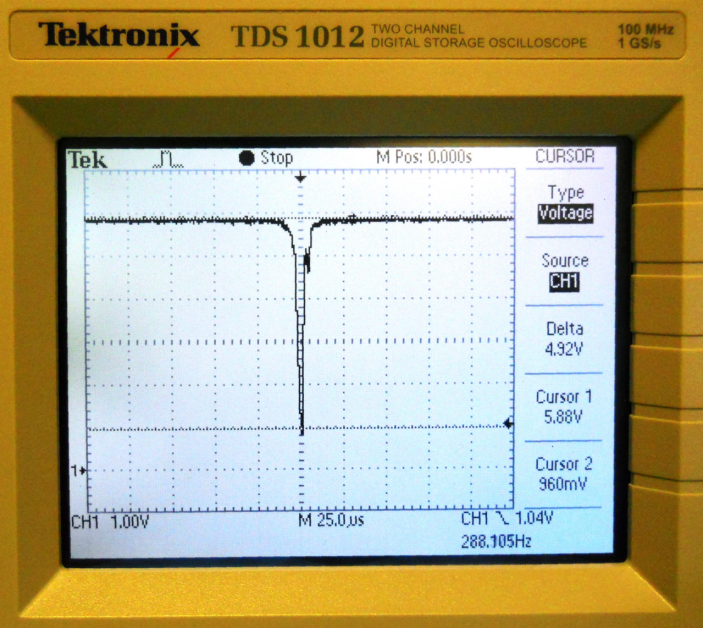 Tektronix TDS 1012 TWO CHANNEL DIGITAL STORAGE OSCILLOSCOPE
100 MHz
1 GS/s
Tek Stop M Pos: 0.000s CURSOR
Type
Voltage
Source
CH1
Delta
4.92V
Cursor 1
5.88V
Cursor 2
960mV
1
CH1 1.00V M 25.0µs CH1 1.04V
288.105Hz